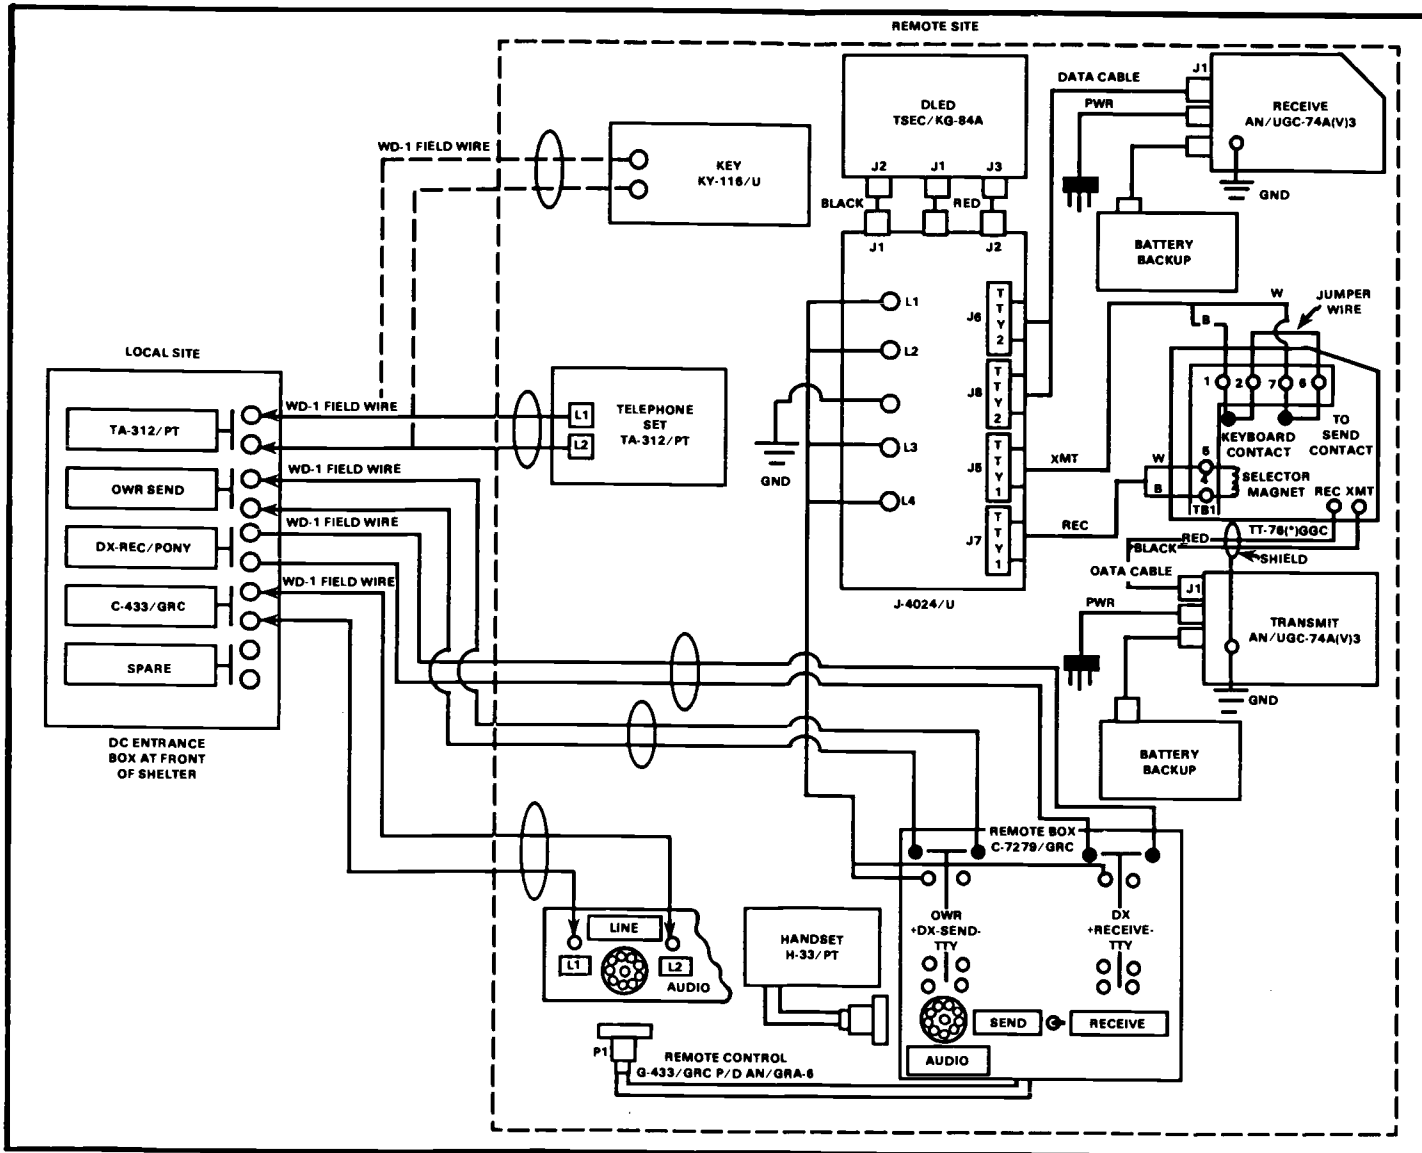 REMOTE SITE
DLED
TSEC/KG-84A
J2
J1
J3
BLACK
RED
J1
J2
DATA CABLE
PWR
J1
RECEIVE
AN/UGC-74A(V)3
GND
BATTERY
BACKUP
WD-1 FIELD WIRE
KEY
KY-116/U
LOCAL SITE
TA-312/PT
OWR SEND
DX-REC/PONY
C-433/GRC
SPARE
DC ENTRANCE
BOX AT FRONT
OF SHELTER
WD-1 FIELD WIRE
WD-1 FIELD WIRE
WD-1 FIELD WIRE
WD-1 FIELD WIRE
L1
L2
TELEPHONE
SET
TA-312/PT
L1
L2
L3
L4
GND
J6
TTY2
J8
TTY2
J5
TTY1
J7
TTY1
J-4024/U
XMT
REC
W
B
JUMPER
WIRE
1
2
7
6
KEYBOARD
CONTACT
TO
SEND
CONTACT
W
B
5
4
TB1
SELECTOR
MAGNET
REC XMT
TT-76(*)GGC
RED
BLACK
SHIELD
OATA CABLE
PWR
J1
TRANSMIT
AN/UGC-74A(V)3
GND
BATTERY
BACKUP
REMOTE BOX
C-7279/GRC
OWR
+DX-SEND-
TTY
DX
+RECEIVE-
TTY
SEND
RECEIVE
AUDIO
HANDSET
H-33/PT
LINE
L1
L2
AUDIO
P1
REMOTE CONTROL
G-433/GRC P/D AN/GRA-6